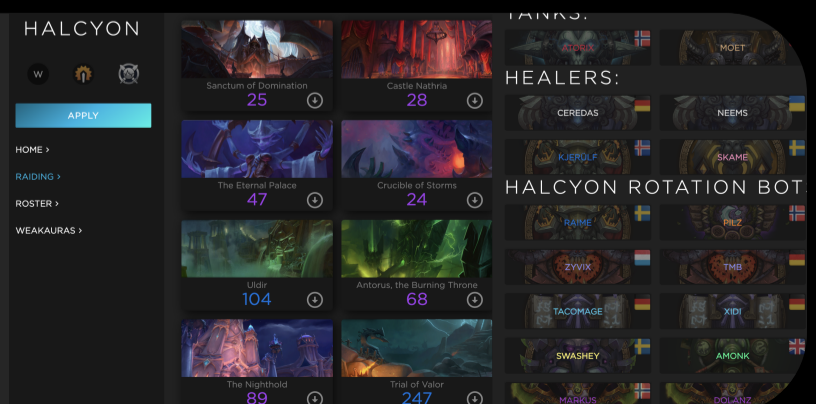 HALCYON
W
APPLY
HOME >
RAIDING >
ROSTER >
WEAKAURAS >
Sanctum of Domination
25
Castle Nathria
28
The Eternal Palace
47
Crucible of Storms
24
Uldir
104
Antorus, the Burning Throne
68
The Nighthold
89
Trial of Valor
247
TANKS:
MOET
HEALERS:
CEREDAS
NEEMS
KJERULF
SKAME
HALCYON ROTATION BOTS
RAIME
PILZ
ZYVIX
TMB
TACOMAGE
XIDI
SWASHEY
AMONK
MARKUS
DOLANZ